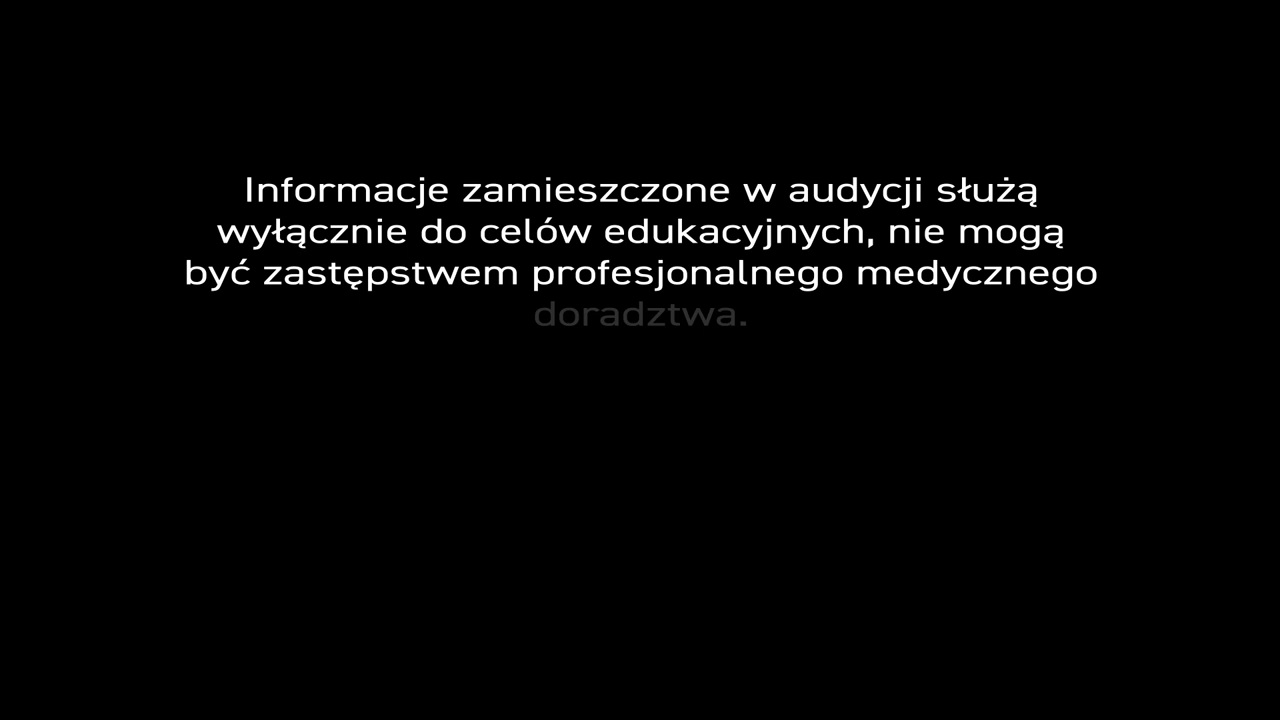 Informacje zamieszczone w audycji służą
wyłącznie do celów edukacyjnych, nie mogą
być zastępstwem profesjonalnego medycznego
doradztwa.